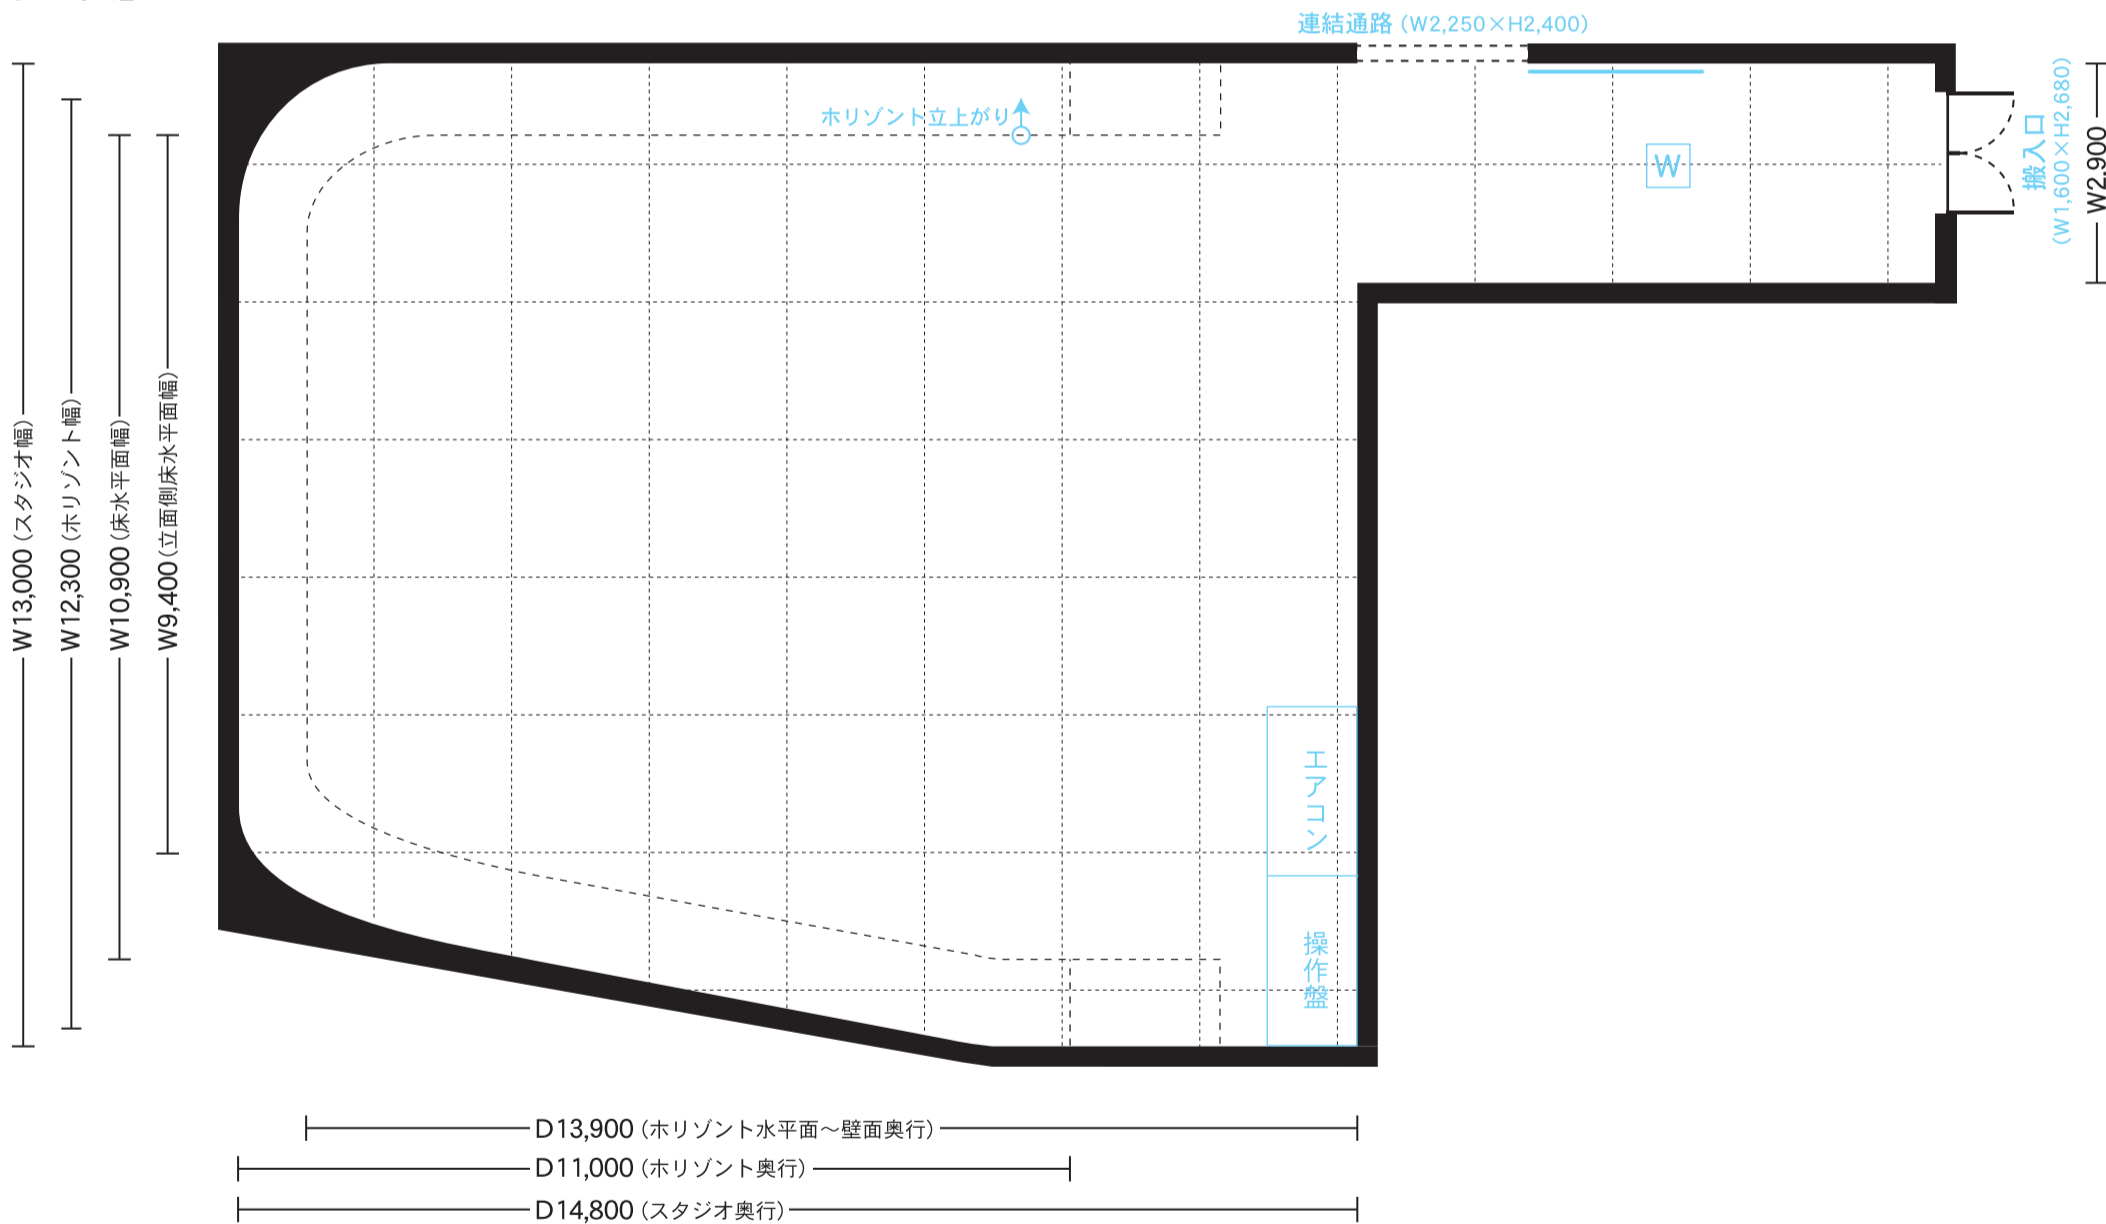 連結通路 (W2,250×H2,400)
ホリゾント立上がり
W
搬入口
(W1,600×H2,680)
W2.900
W13,000 (スタジオ幅)
W12,300 (ホリゾント幅)
W10,900 (床水平面幅)
W9,400 (立面側床水平面幅)
エアコン
操作盤
D13,900 (ホリゾント水平面～壁面奥行)
D11,000 (ホリゾント奥行)
D14,800 (スタジオ奥行)